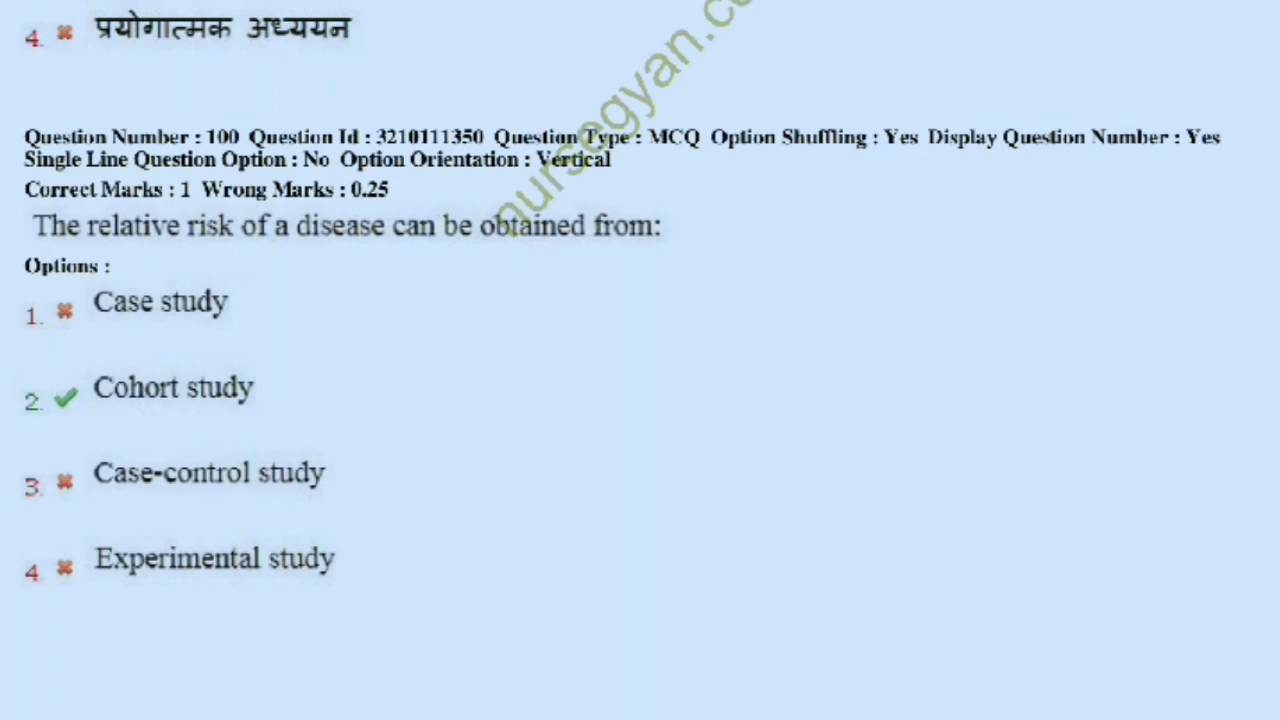 4. प्रयोगात्मक अध्ययन
Question Number : 100 Question Id : 3210111350 Question Type : MCQ Option Shuffling : Yes Display Question Number : Yes
Single Line Question Option : No Option Orientation : Vertical
Correct Marks : 1 Wrong Marks : 0.25
The relative risk of a disease can be obtained from:
Options :
1. Case study
2. Cohort study
3. Case-control study
4. Experimental study